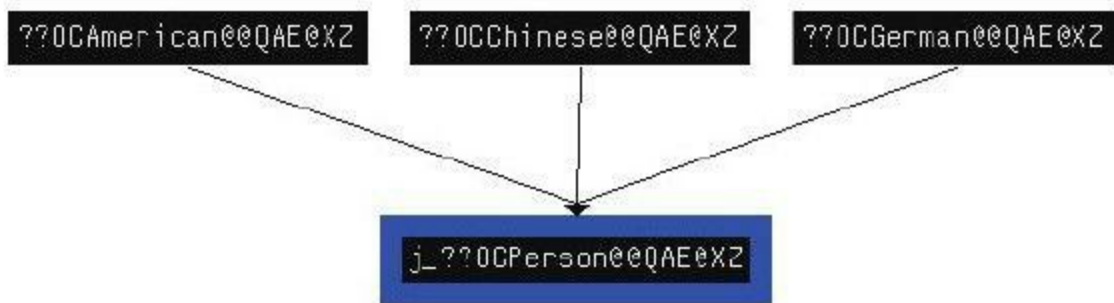 ??0CAmerican@@QAE@XZ
??0CChinese@@QAE@XZ
??0CGerman@@QAE@XZ
j_??0CPerson@@QAE@XZ